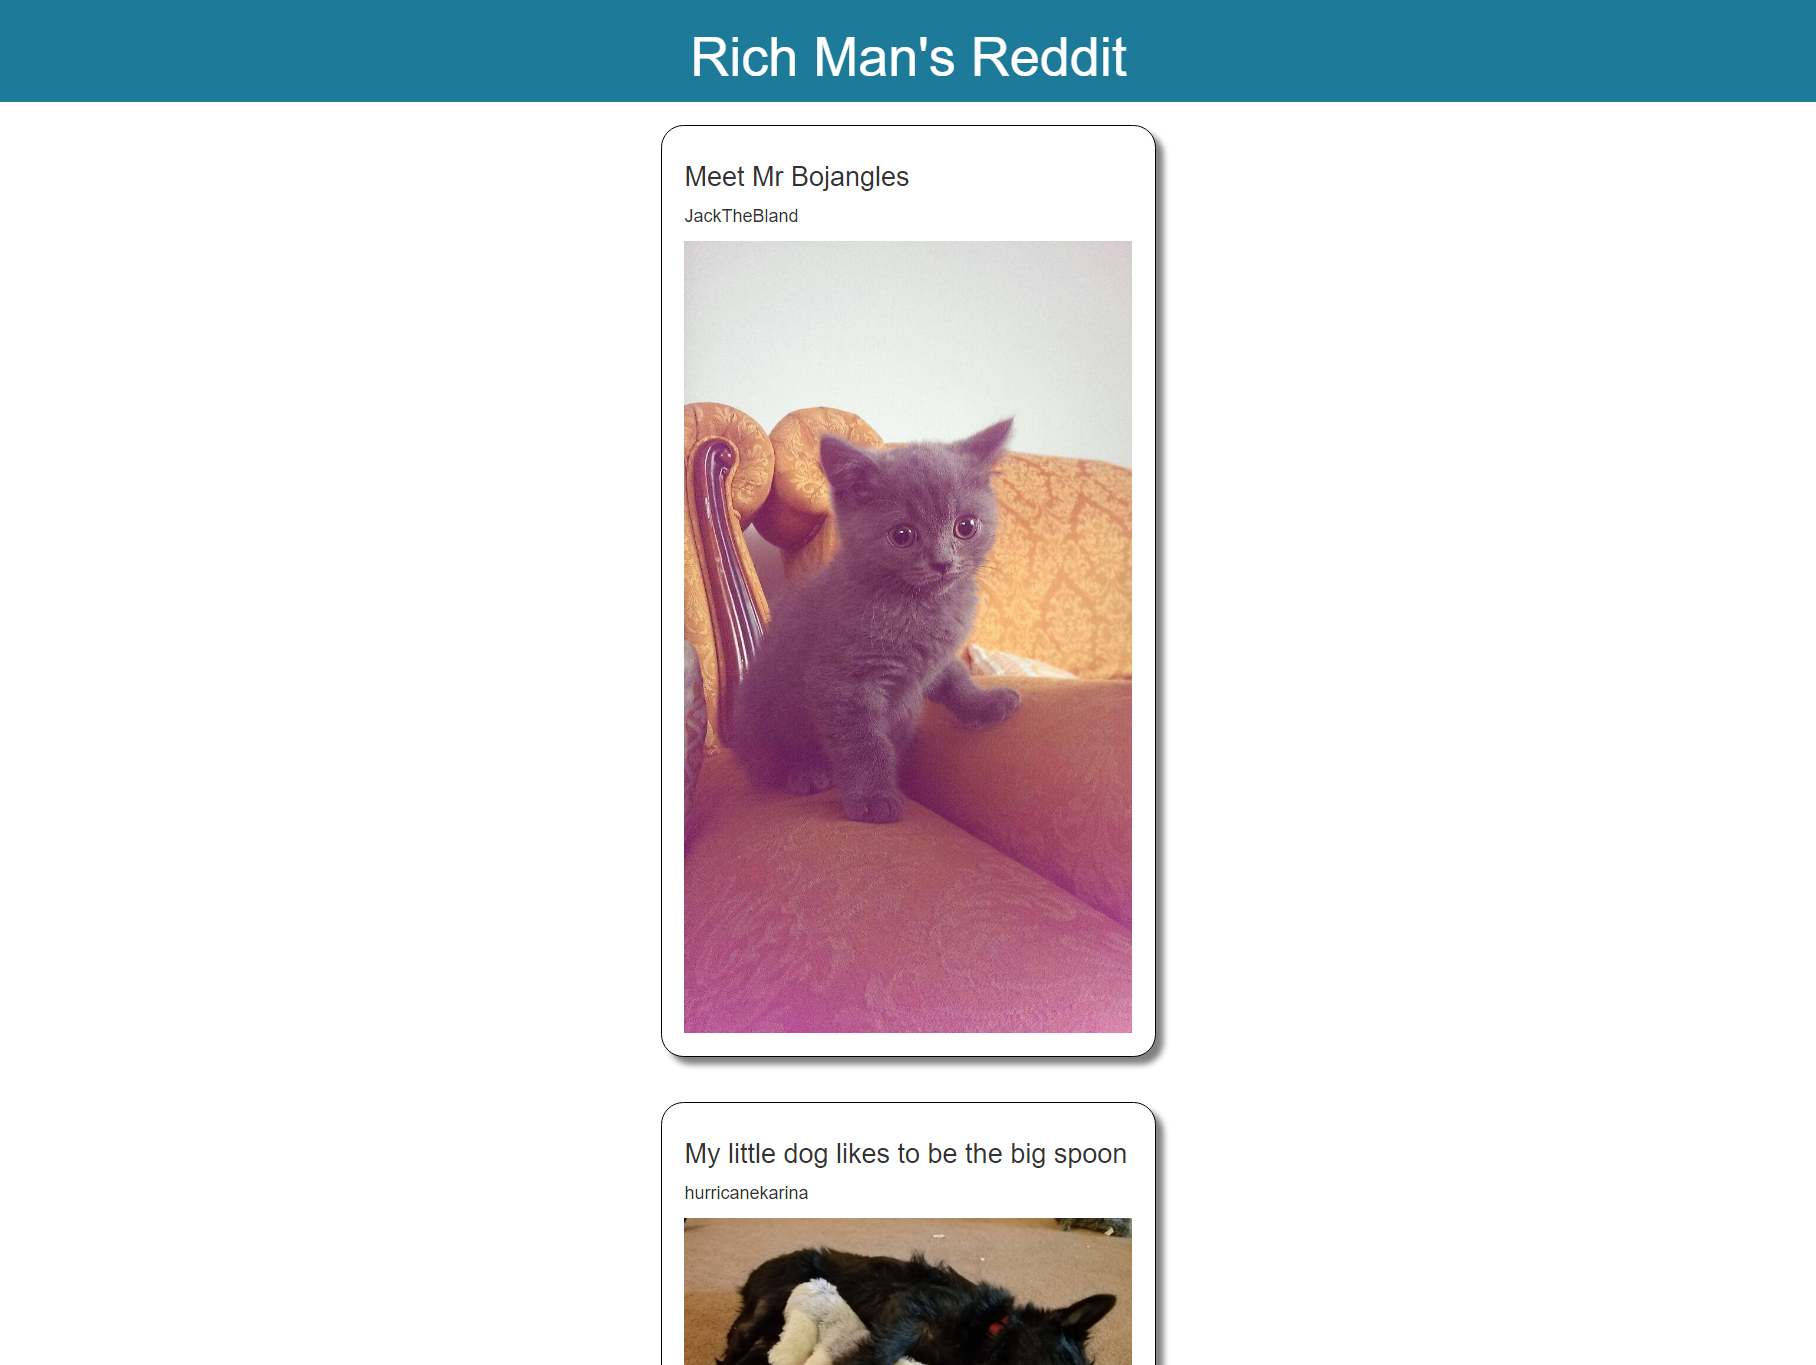 Rich Man's Reddit
Meet Mr Bojangles
JackTheBland
My little dog likes to be the big spoon
hurricanekarina